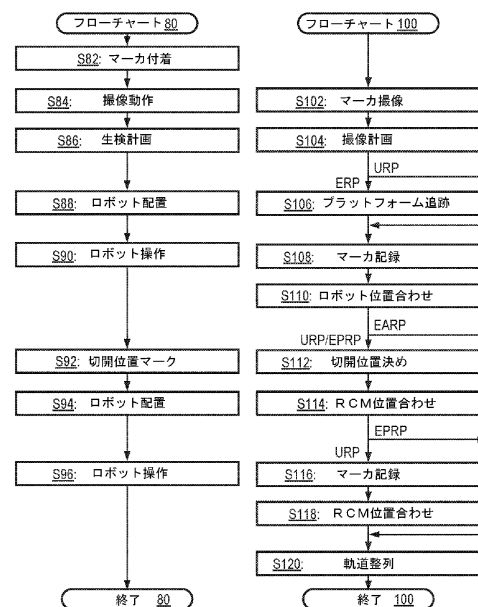 フローチャート 80
S82: マーカ付着
S84: 撮像動作
S86: 生検計画
S88: ロボット配置
S90: ロボット操作
S92: 切開位置マーク
S94: ロボット配置
S96: ロボット操作
終了 80
フローチャート 100
S102: マーカ撮像
S104: 撮像計画
URP
ERP
S106: プラットフォーム追跡
S108: マーカ記録
S110: ロボット位置合わせ
EARP
URP/EPRP
S112: 切開位置決め
S114: RCM位置合わせ
EPRP
URP
S116: マーカ記録
S118: RCM位置合わせ
S120: 軌道整列
終了 100